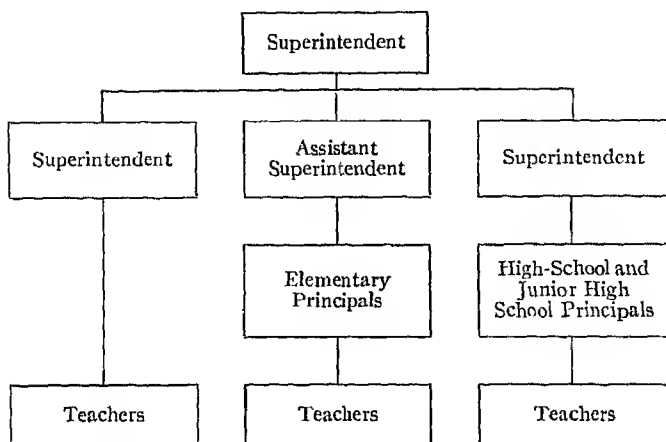 Superintendent
Superintendent
Assistant
Superintendent
Superintendent
Elementary
Principals
High-School and
Junior High
School Principals
Teachers
Teachers
Teachers